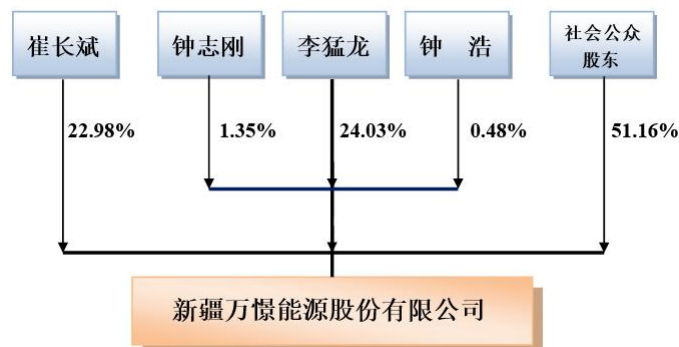 崔长斌
钟志刚
李猛龙
钟 浩
社会公众
股东
22.98%
1.35%
24.03%
0.48%
51.16%
新疆万憬能源股份有限公司